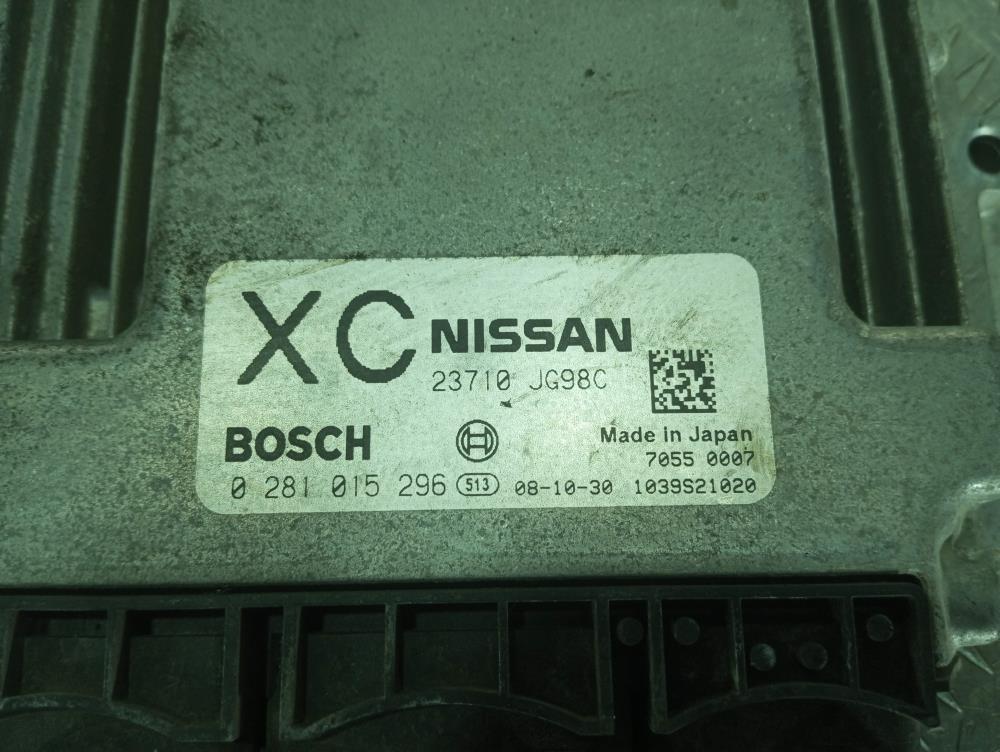 XC NISSAN
23710 JG98C
BOSCH
Made in Japan
7055 0007
0 281 015 296 513 08-10-30 1039S21020